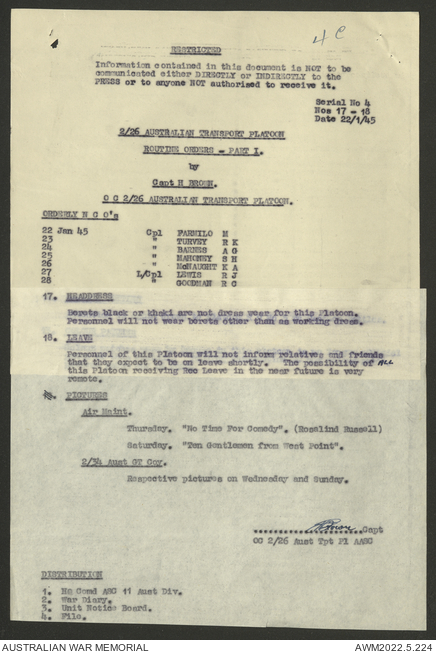 4C
RESTRICTED
Information contained in this document is NOT to be
communicated either DIRECTLY or INDIRECTLY to the
PRESS or to anyone NOT authorised to receive it.
Serial No 4
Nos 17 - 18
Date 22/1/45
2/26 AUSTRALIAN TRANSPORT PLATOON
ROUTINE ORDERS - PART I.
by
Capt H BROWN.
O C 2/26 AUSTRALIAN TRANSPORT PLATOON.
ORDERLY N C O's
22 Jan 45 Cpl FARMILO M
23 " TURVEY R K
24 " BARNES A G
25 " MAHONEY S H
26 " McNAUGHT K A
27 L/Cpl LEWIS R J
28 " GOODMAN R C
17. HEADDRESS
Berets black or khaki are not dress wear for this Platoon.
Personnel will not wear berets other than as working dress.
18. LEAVE
Personnel of this Platoon will not inform relatives and friends
that they expect to be on leave shortly. The possibility of ALL
this Platoon receiving Rec Leave in the near future is very
remote.
PICTURES
Air Maint.
Thursday. "No Time For Comedy". (Rosalind Russell)
Saturday. "Ten Gentlemen from West Point".
2/34 Aust GT Coy.
Respective pictures on Wednesday and Sunday.
HBrown Capt
OC 2/26 Aust Tpt Pl AASC
DISTRIBUTION
1. HQ Comd ASC 11 Aust Div.
2. War Diary.
3. Unit Notice Board.
4. File.
AUSTRALIAN WAR MEMORIAL
AWM2022.5.224